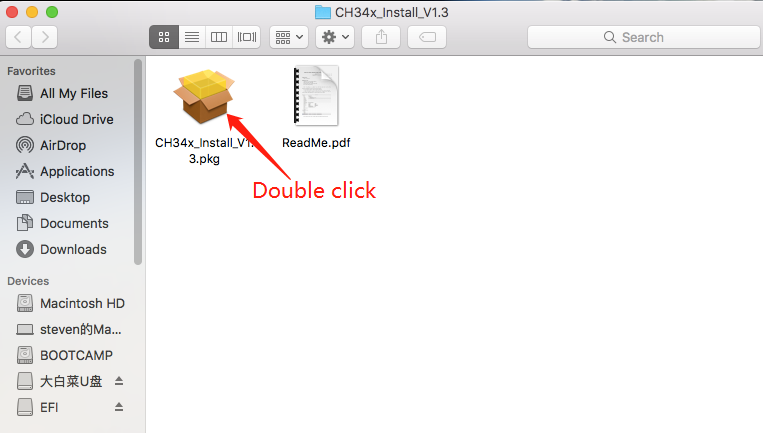 CH34x_Install_V1.3
Search
Favorites
All My Files
iCloud Drive
AirDrop
Applications
Desktop
Documents
Downloads
Devices
Macintosh HD
steven的Ma...
BOOTCAMP
大白菜U盘
EFI
CH34x_Install_V1.
3.pkg
ReadMe.pdf
Double click